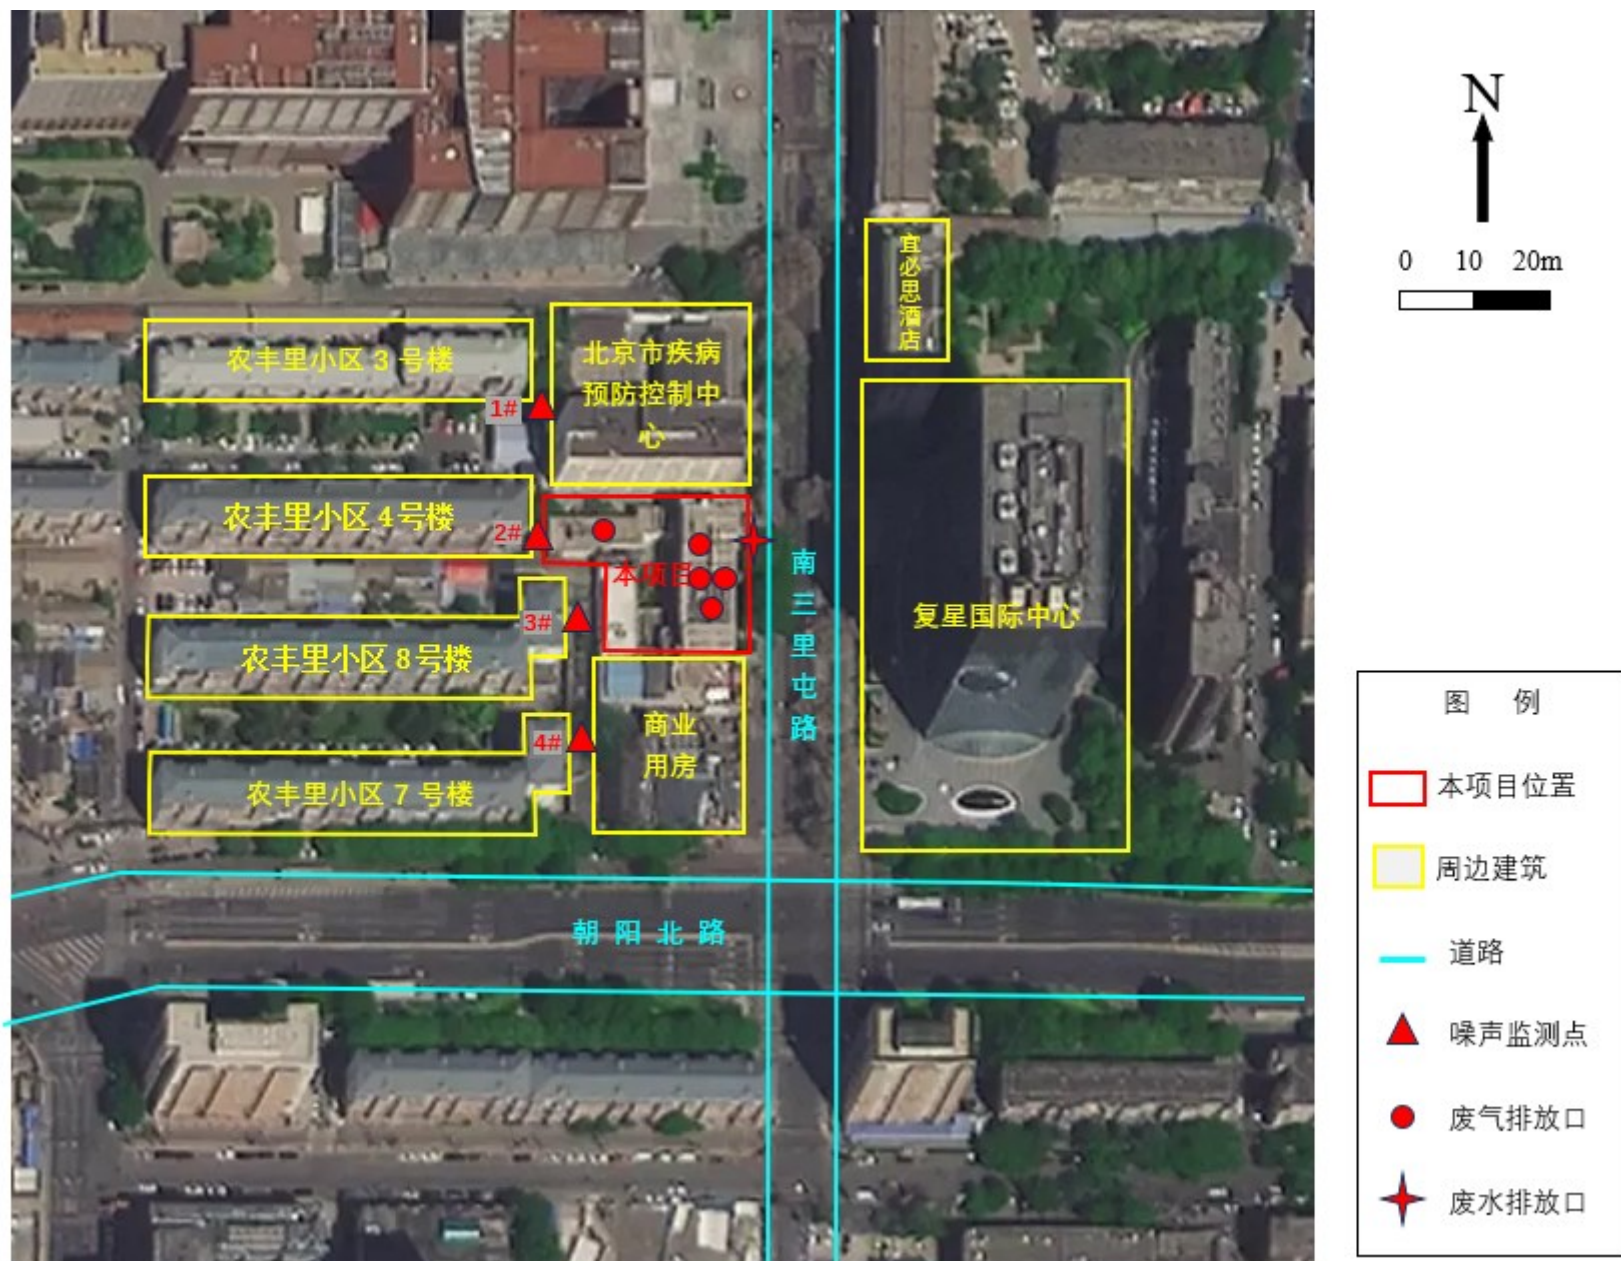 N
0 10 20m
宜必思酒店
农丰里小区 3 号楼
北京市疾病
预防控制中
心
1#
农丰里小区 4号楼
2#
本项目
南三里屯路
3#
复星国际中心
农丰里小区 8号楼
商业
用房
4#
农丰里小区 7 号楼
朝阳北路
图 例
本项目位置
周边建筑
道路
噪声监测点
废气排放口
废水排放口